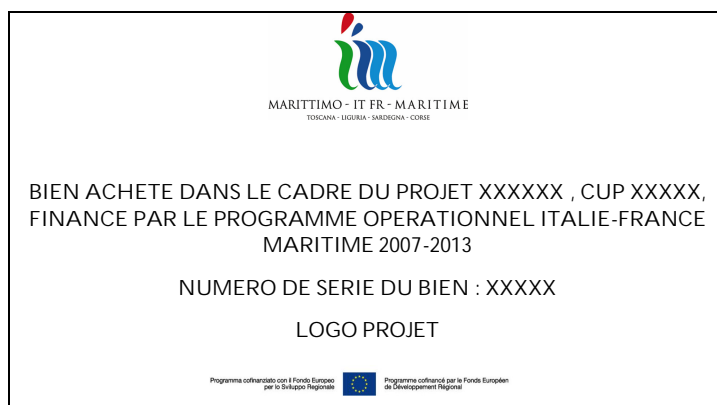 MARITTIMO - IT FR - MARITIME
TOSCANA - LIGURIA - SARDEGNA - CORSE
BIEN ACHETE DANS LE CADRE DU PROJET XXXXXX , CUP XXXXX,
FINANCE PAR LE PROGRAMME OPERATIONNEL ITALIE-FRANCE
MARITIME 2007-2013
NUMERO DE SERIE DU BIEN : XXXXX
LOGO PROJET
Programma cofinanziato con il Fondo Europeo
per lo Sviluppo Regionale
Programme cofinancé par le Fonds Européen
de Développement Régional